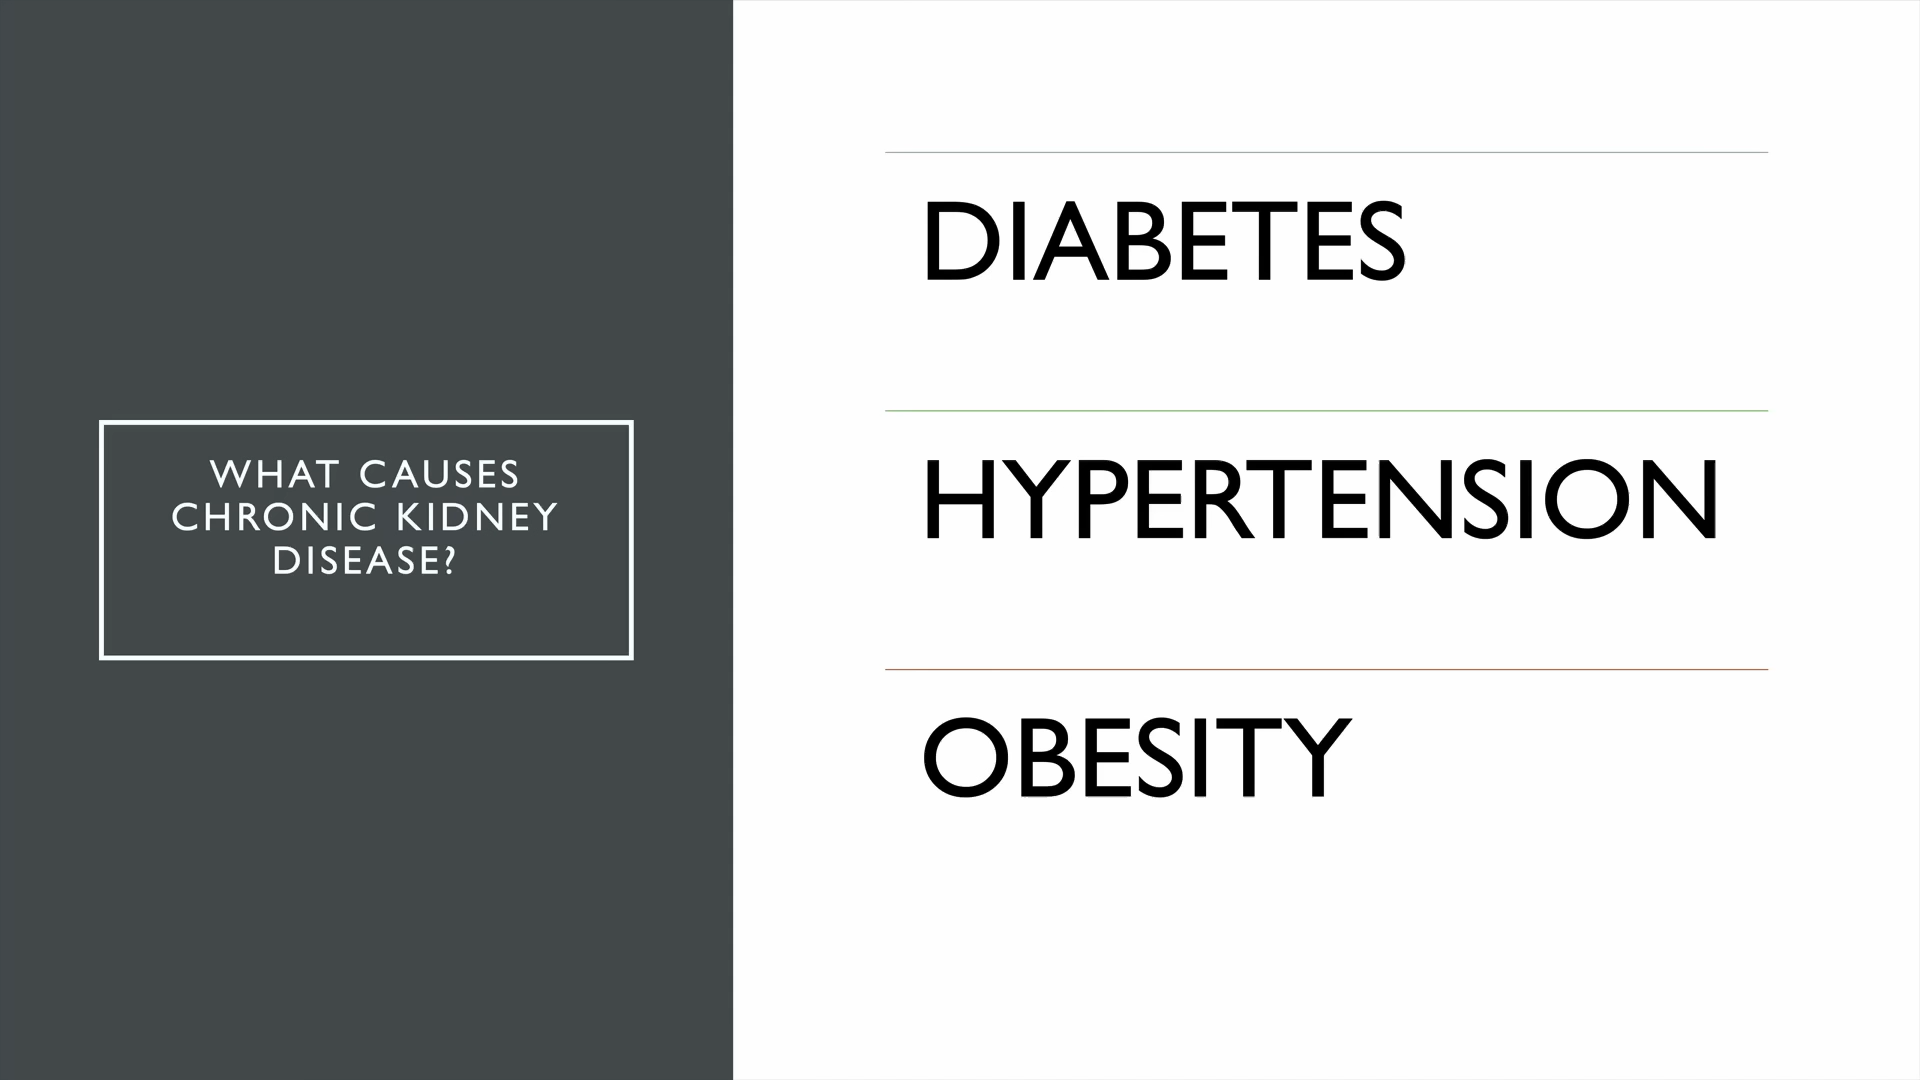 WHAT CAUSES
CHRONIC KIDNEY
DISEASE?
DIABETES
HYPERTENSION
OBESITY